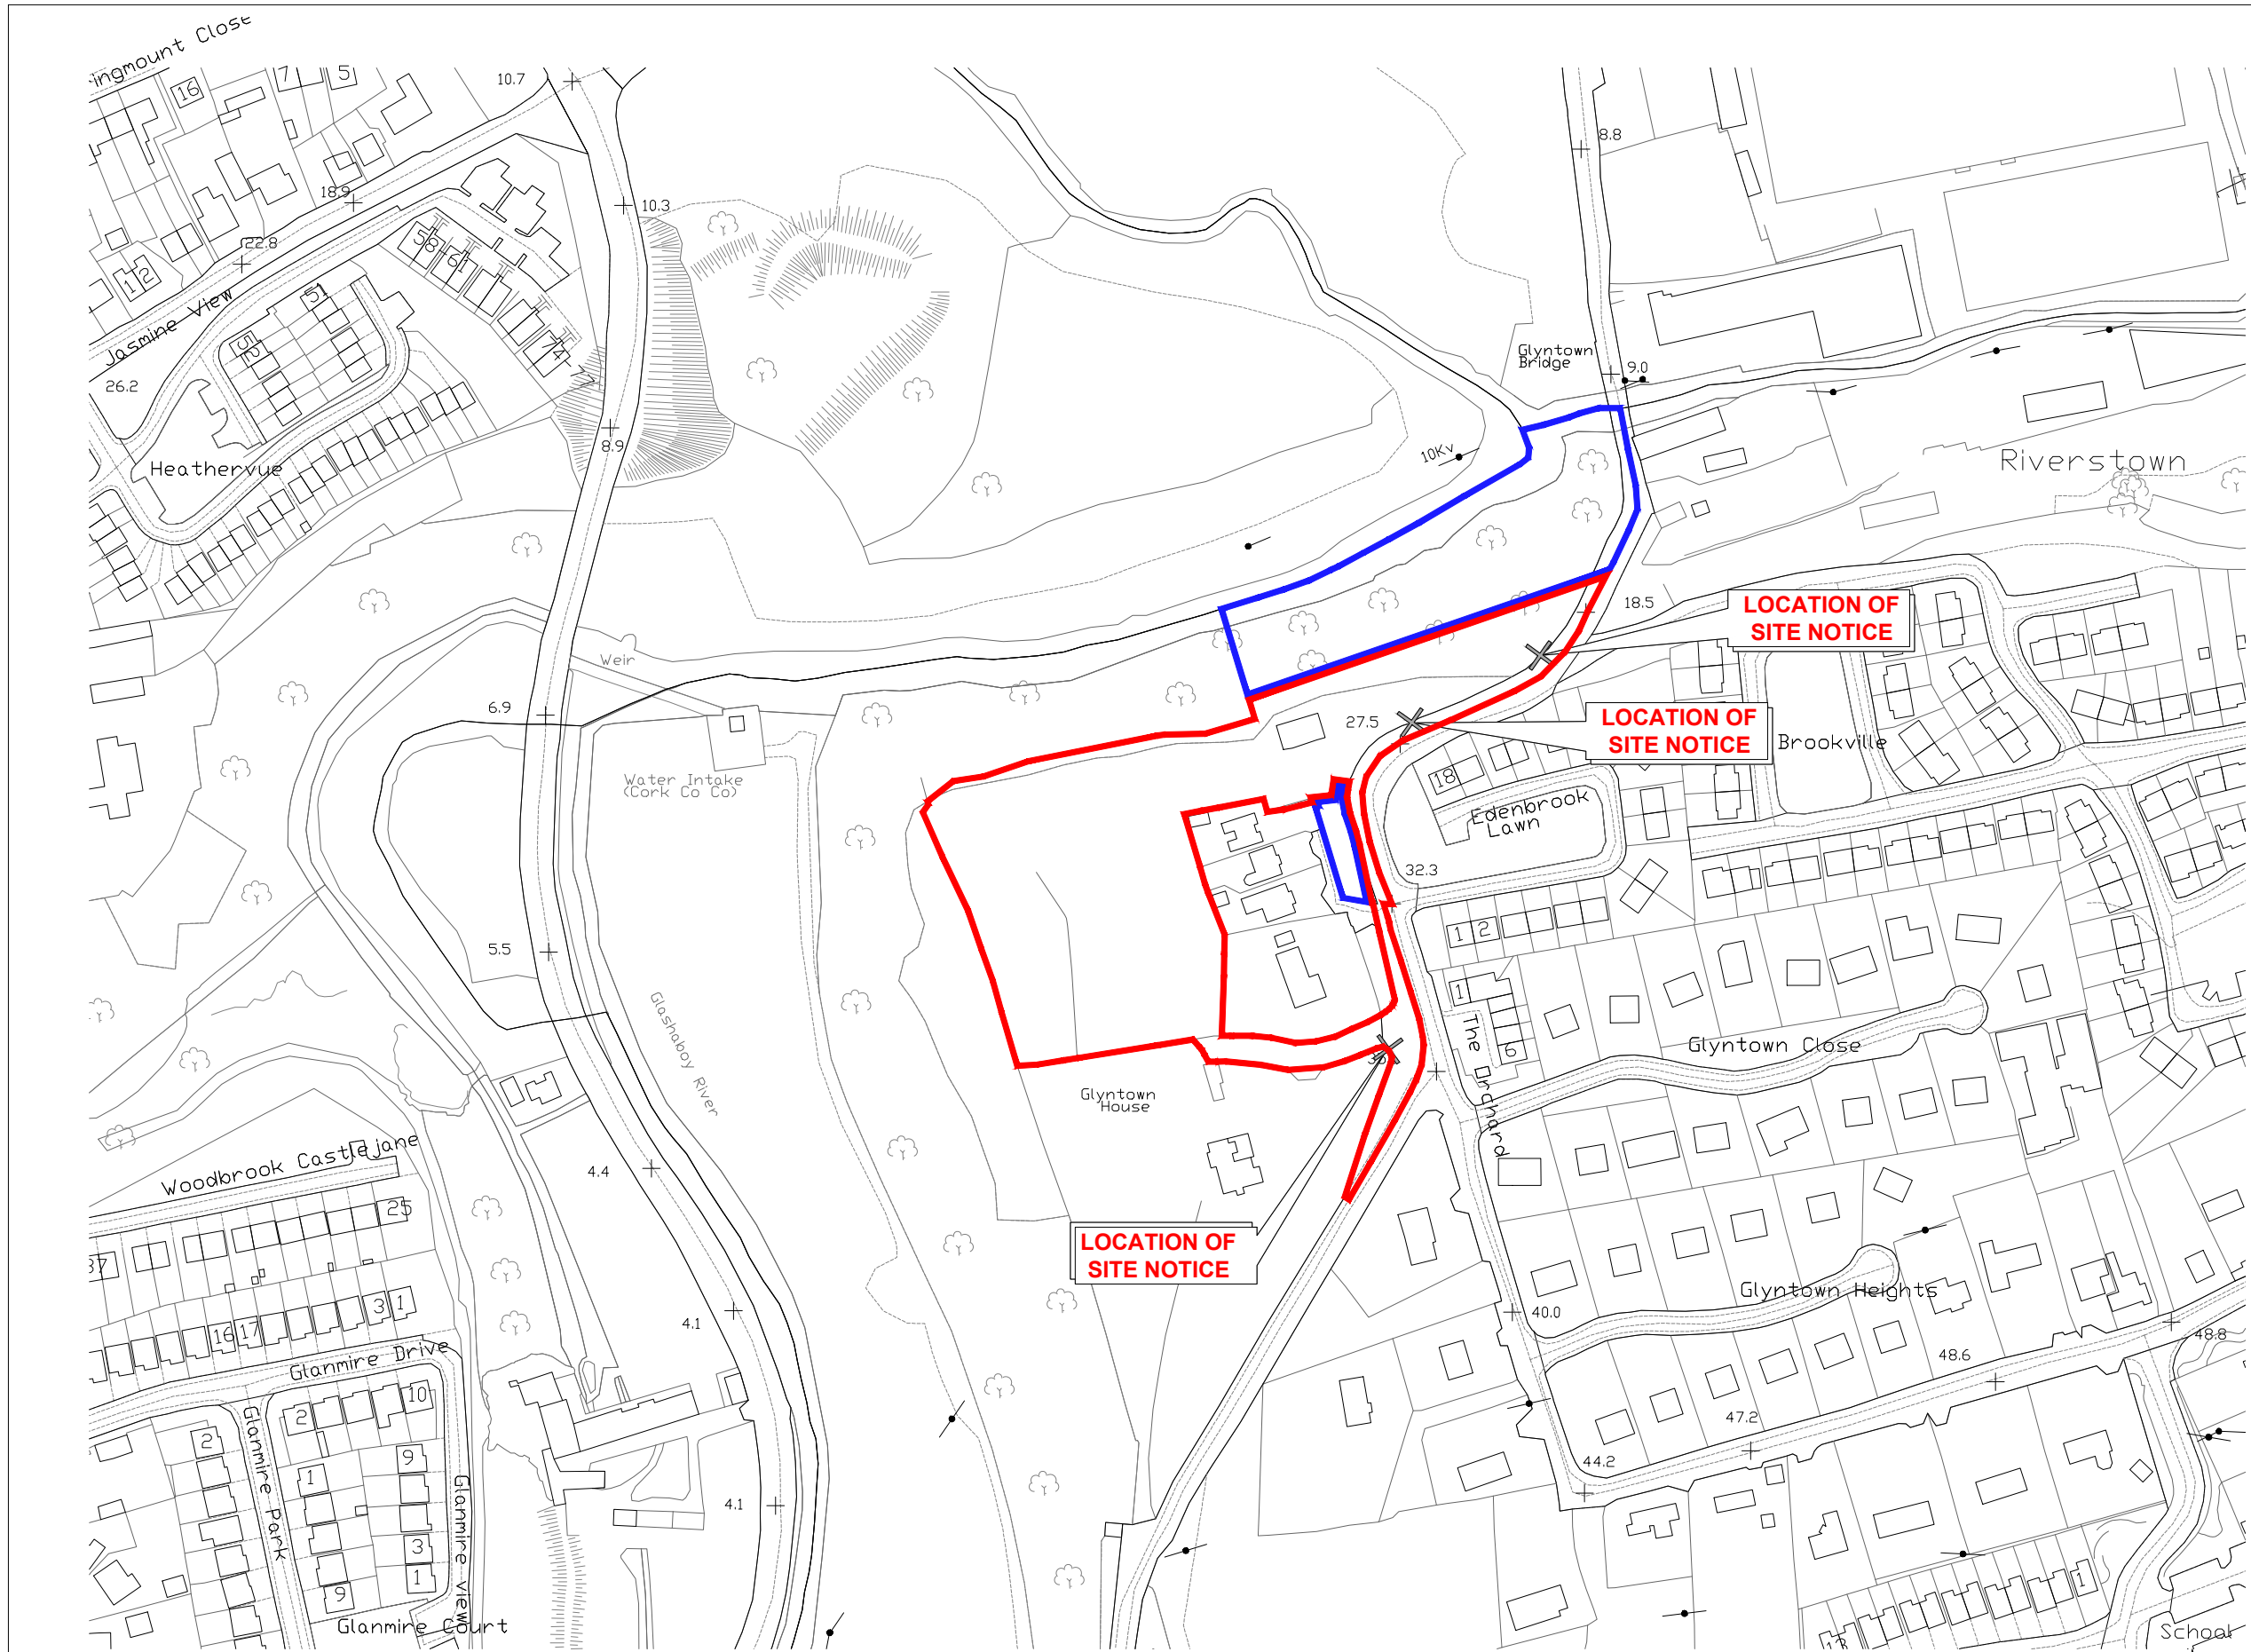 ingmount Close
16
7
5
10.7
8.8
18.9
10.3
22.8
12
58-61
51
Jasmine View
52
74-77
26.2
Glyntown
Bridge
9.0
8.9
10Kv
Heathervue
Riverstown
18.5
LOCATION OF
SITE NOTICE
Weir
6.9
27.5
LOCATION OF
SITE NOTICE
Brookville
Water Intake
(Cork Co Co)
18
Edenbrook
Lawn
32.3
1
2
5.5
1
Glashaboy River
The Orchard
6
Glyntown Close
Glyntown
House
Woodbrook Castlejane
4.4
25
LOCATION OF
SITE NOTICE
37
Glyntown Heights
4.1
40.0
16
17
3
1
48.8
Glanmire Drive
48.6
2
10
47.2
2
Glanmire Park
9
1
44.2
Glanmire view
4.1
3
1
9
1
13
Glanmire Court
School